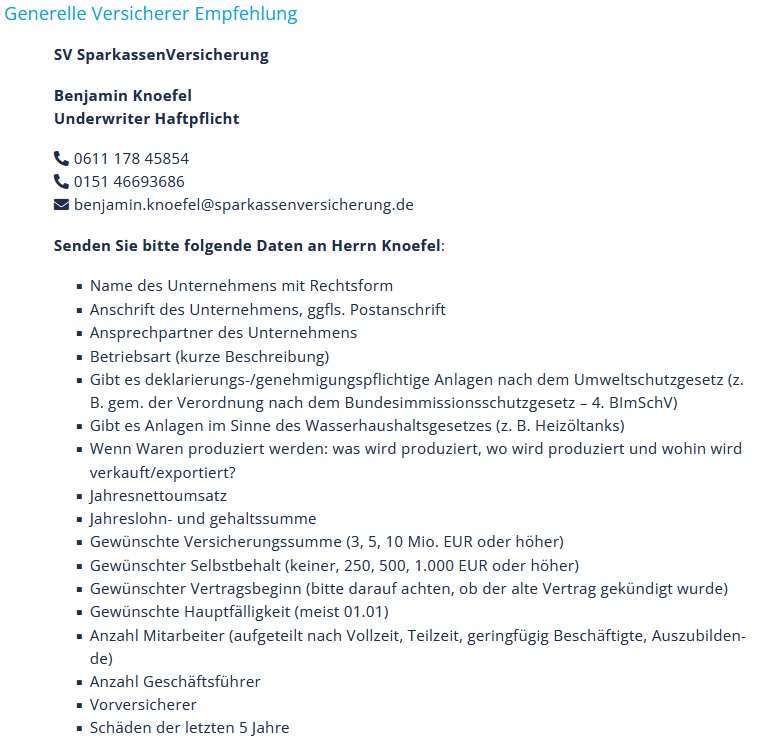 Generelle Versicherer Empfehlung
SV SparkassenVersicherung
Benjamin Knoefel
Underwriter Haftpflicht
0611 178 45854
0151 46693686
benjamin.knoefel@sparkassenversicherung.de
Senden Sie bitte folgende Daten an Herrn Knoefel:
▪ Name des Unternehmens mit Rechtsform
▪ Anschrift des Unternehmens, ggfls. Postanschrift
▪ Ansprechpartner des Unternehmens
▪ Betriebsart (kurze Beschreibung)
▪ Gibt es deklarierungs-/genehmigungspflichtige Anlagen nach dem Umweltschutzgesetz (z.
B. gem. der Verordnung nach dem Bundesimmissionsschutzgesetz – 4. BImSchV)
▪ Gibt es Anlagen im Sinne des Wasserhaushaltsgesetzes (z. B. Heizöltanks)
▪ Wenn Waren produziert werden: was wird produziert, wo wird produziert und wohin wird
verkauft/exportiert?
▪ Jahresnettoumsatz
▪ Jahreslohn- und gehaltssumme
▪ Gewünschte Versicherungssumme (3, 5, 10 Mio. EUR oder höher)
▪ Gewünschter Selbstbehalt (keiner, 250, 500, 1.000 EUR oder höher)
▪ Gewünschter Vertragsbeginn (bitte darauf achten, ob der alte Vertrag gekündigt wurde)
▪ Gewünschte Hauptfälligkeit (meist 01.01)
▪ Anzahl Mitarbeiter (aufgeteilt nach Vollzeit, Teilzeit, geringfügig Beschäftigte, Auszubilden-
de)
▪ Anzahl Geschäftsführer
▪ Vorversicherer
▪ Schäden der letzten 5 Jahre